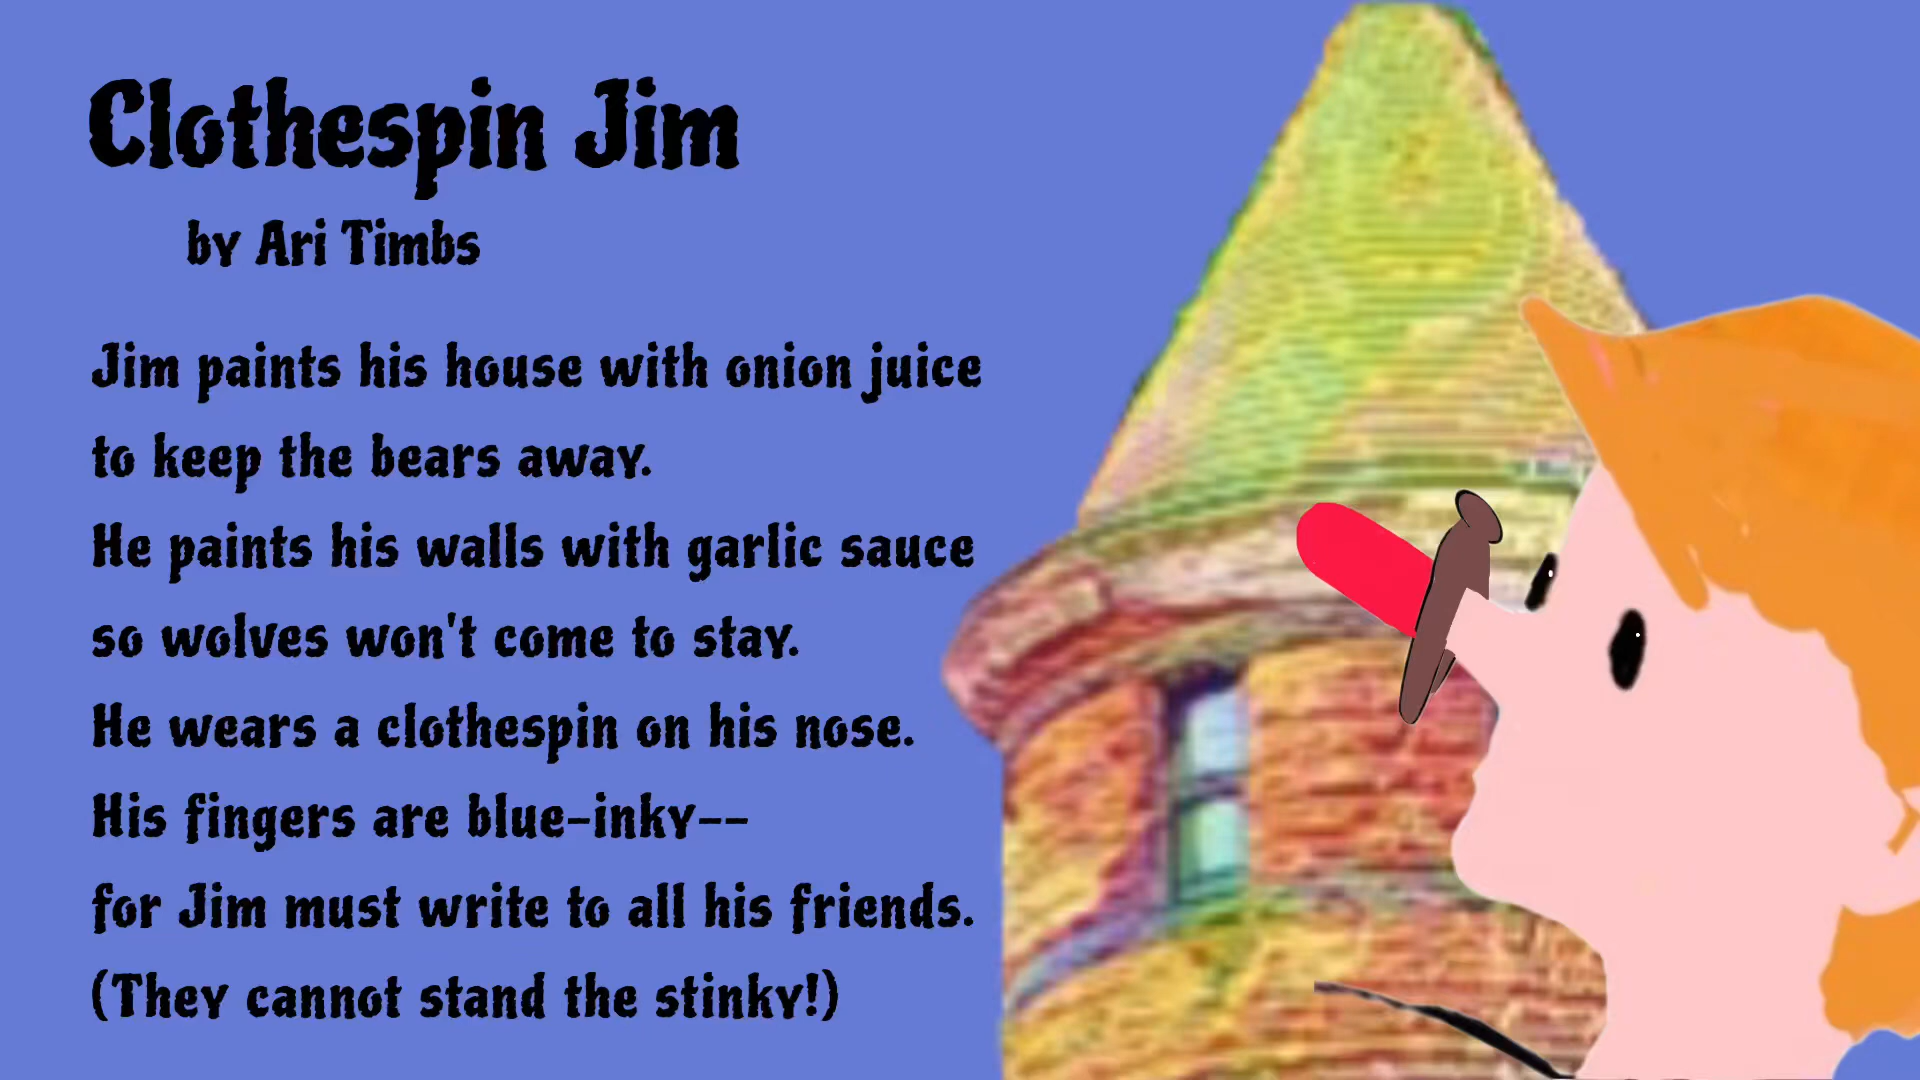 Clothespin Jim
by Ari Timbs
Jim paints his house with onion juice
to keep the bears away.
He paints his walls with garlic sauce
so wolves won't come to stay.
He wears a clothespin on his nose.
His fingers are blue-inky--
for Jim must write to all his friends.
(They cannot stand the stinky!)